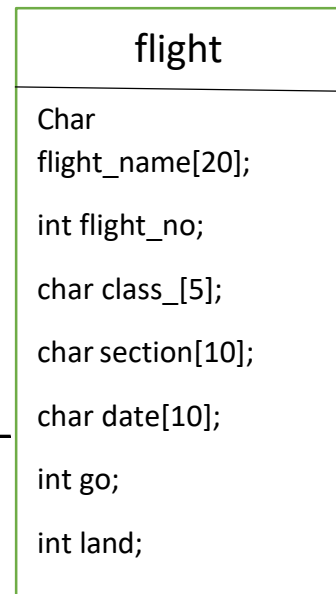 flight
Char
flight_name[20];
int flight_no;
char class_[5];
char section[10];
char date[10];
int go;
int land;